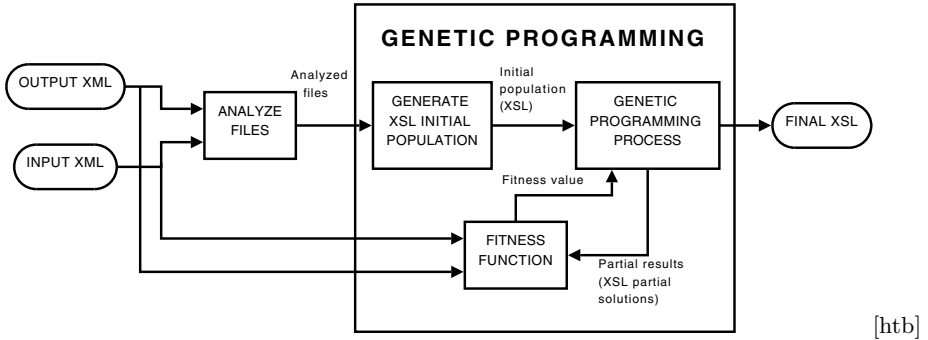 GENETIC PROGRAMMING
OUTPUT XML
INPUT XML
ANALYZE
FILES
Analyzed
files
GENERATE
XSL INITIAL
POPULATION
Initial
population
(XSL)
GENETIC
PROGRAMMING
PROCESS
FINAL XSL
Fitness value
FITNESS
FUNCTION
Partial results
(XSL partial
solutions)
[htb]